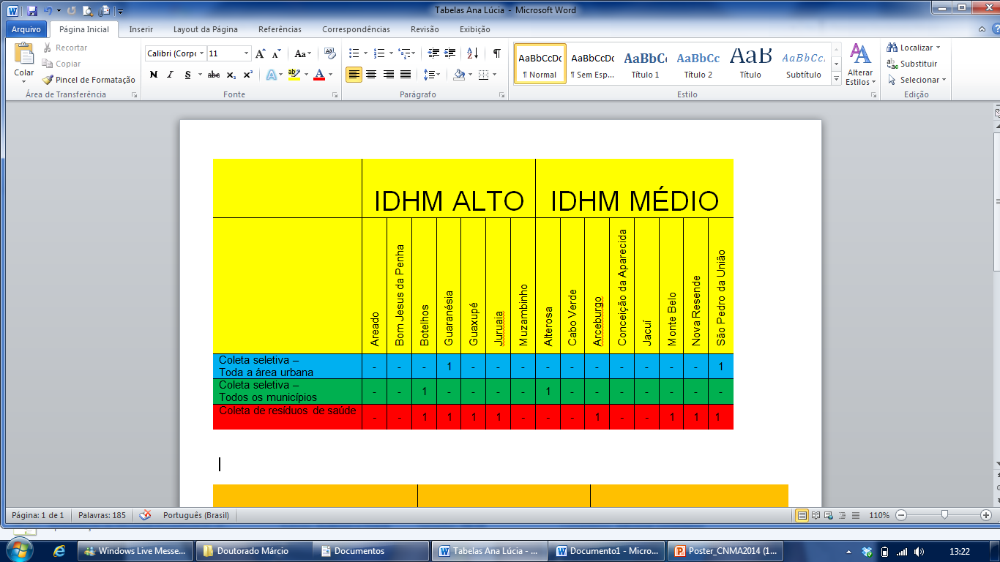 Tabelas Ana Lúcia - Microsoft Word
Arquivo Página Inicial Inserir Layout da Página Referências Correspondências Revisão Exibição
Colar
Recortar
Copiar
Pincel de Formatação
Área de Transferência
Calibri (Corpo 11
N I S abc x₂ x²
Fonte
Parágrafo
AaBbCcDc AaBbCcDc AaBbC AaBbCc AaB AaBbCc.
¶ Normal ¶ Sem Esp... Título 1 Título 2 Título Subtítulo
Alterar
Estilos
Estilo
Localizar
Substituir
Selecionar
Edição
IDHM ALTO IDHM MÉDIO
Areado
Bom Jesus da Penha
Botelhos
Guaranésia
Guaxupé
Juruaia
Muzambinho
Alterosa
Cabo Verde
Arceburgo
Conceição da Aparecida
Jacuí
Monte Belo
Nova Resende
São Pedro da União
Coleta seletiva –
Toda a área urbana
- - - 1 - - - - - - - - - - 1
Coleta seletiva –
Todos os municípios
- - 1 - - - - 1 - - - - - - -
Coleta de resíduos de saúde
- - 1 1 1 1 - - - 1 - - 1 1 1
Página: 1 de 1 Palavras: 185 Português (Brasil) 110%
Windows Live Messe... Doutorado Márcio Documentos Tabelas Ana Lúcia - ... Documento1 - Micro... Poster_CNMA2014 (1... 13:22